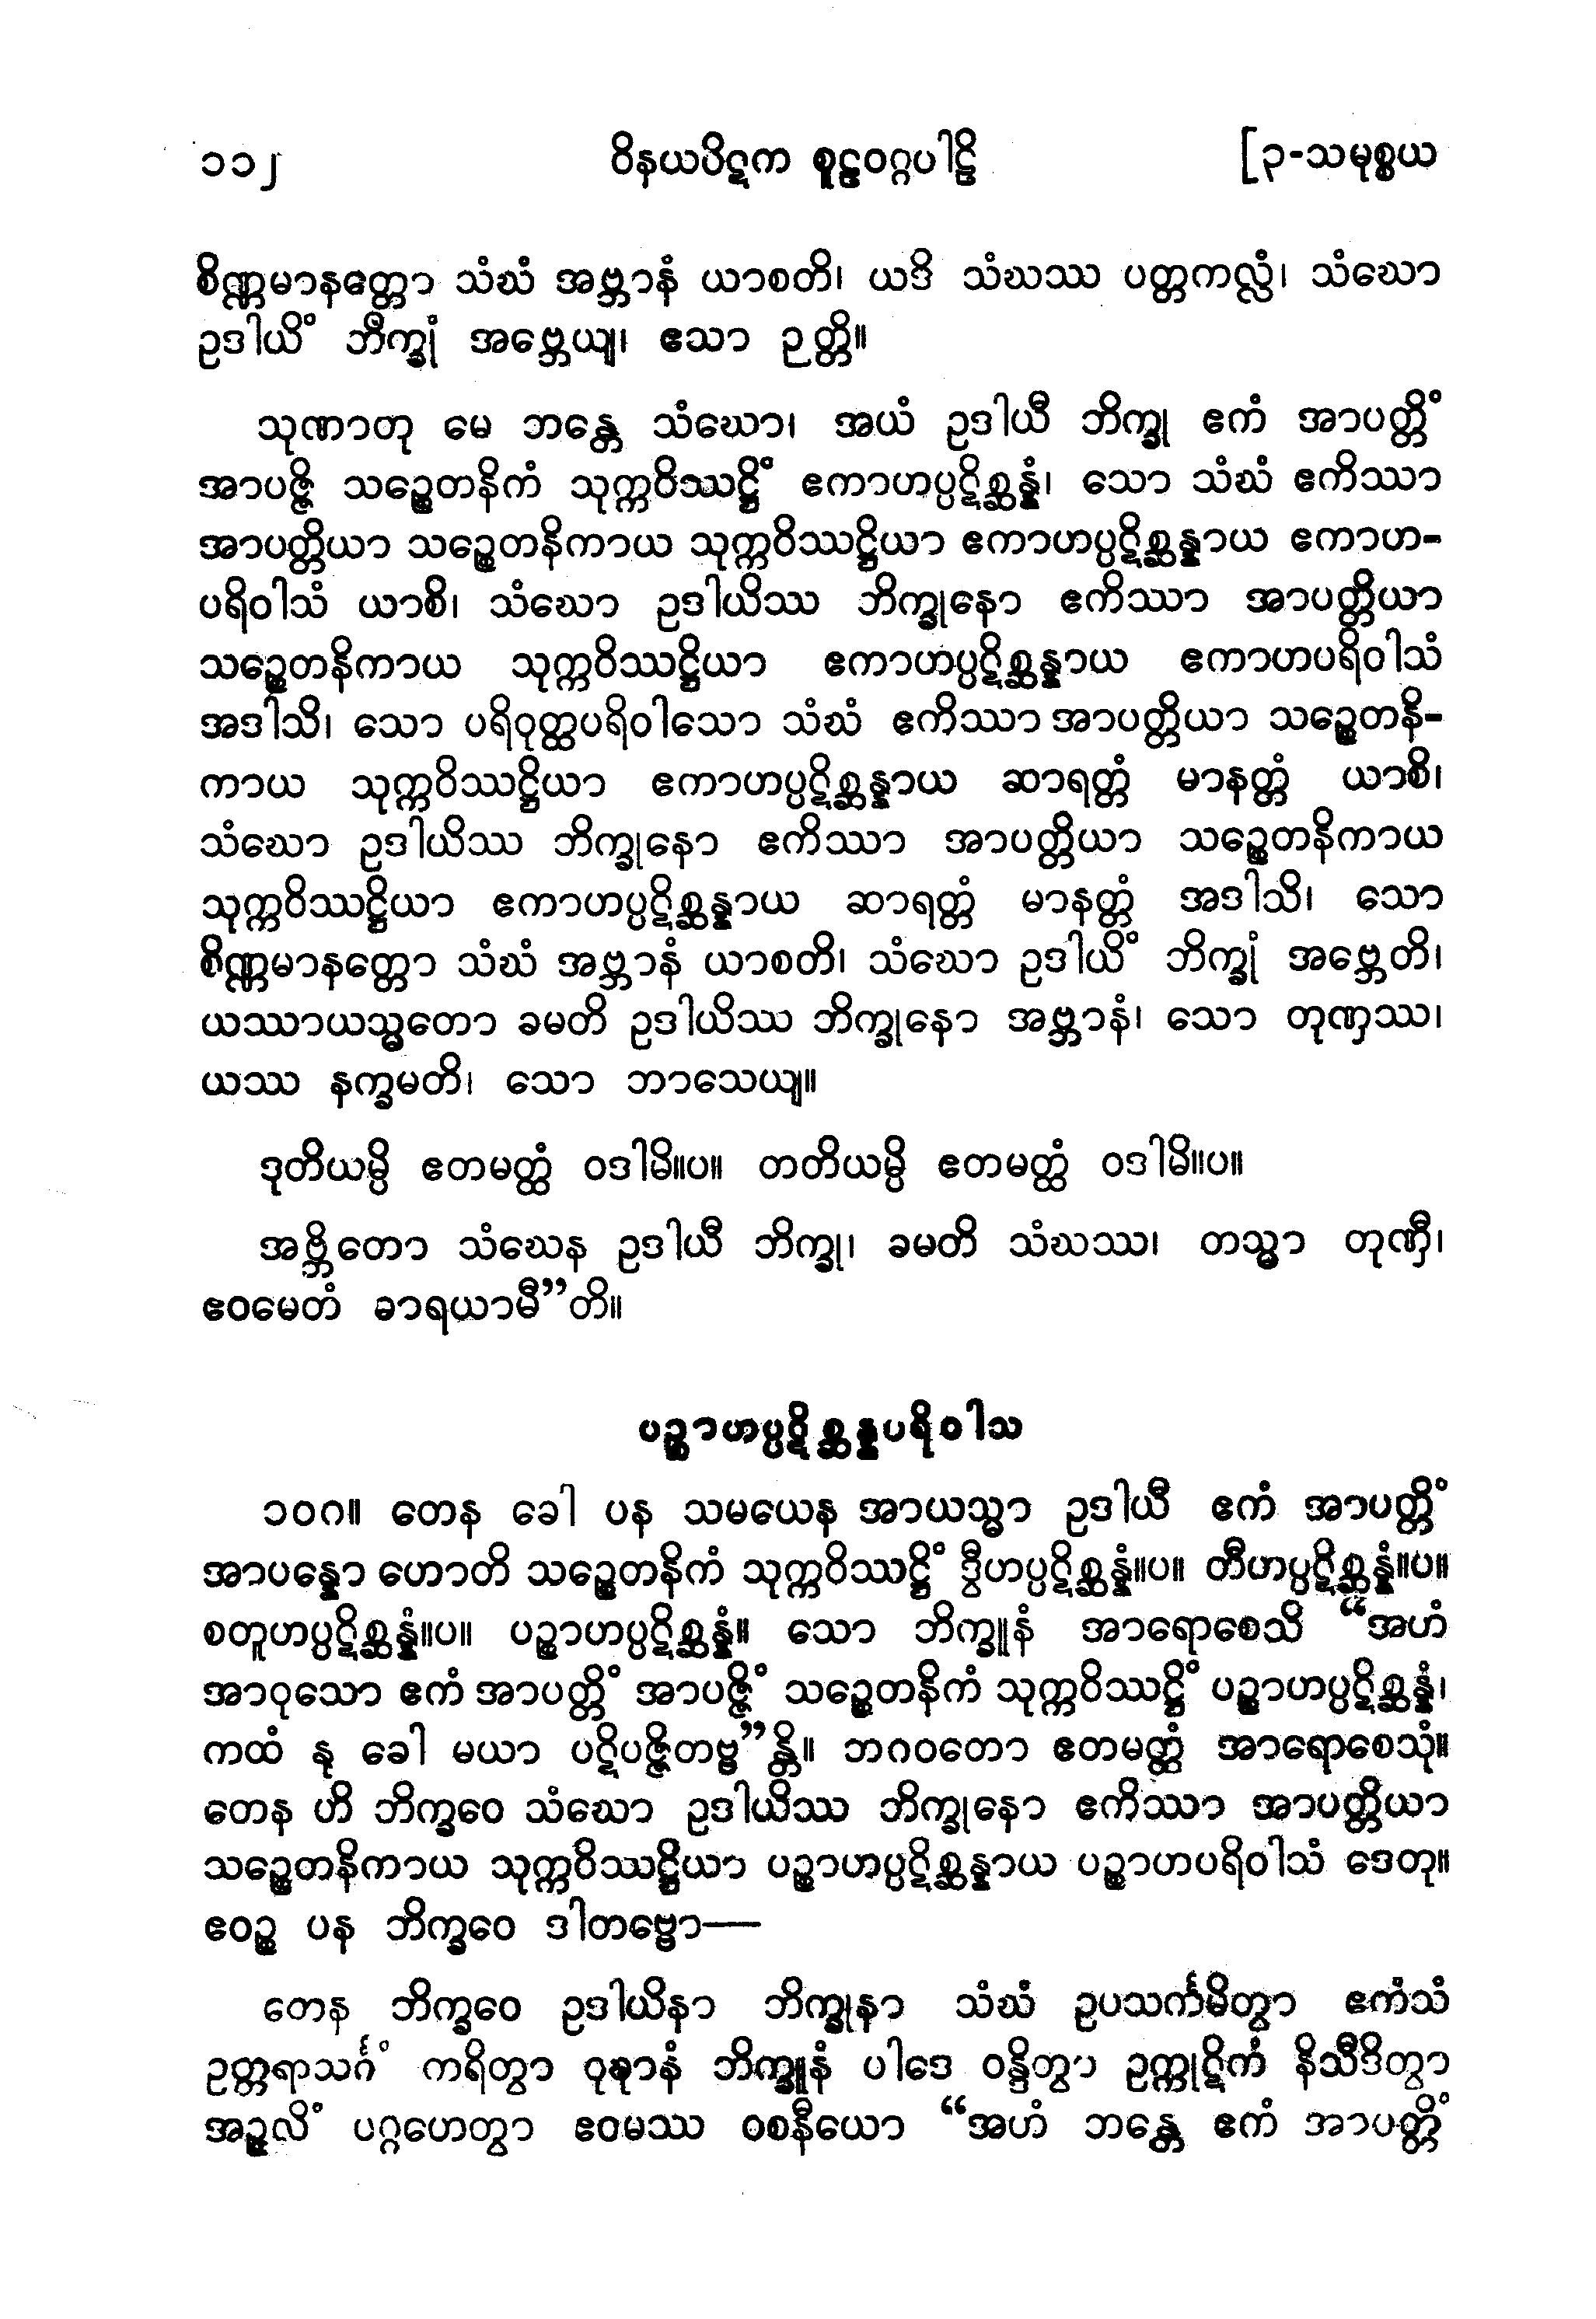 ၁၁၂ ဝိနယပိဋက စူဠဝဂ္ဂပါဠိ [၃-သမုစ္စယ
စိဏ္ဏမာနတ္တော သံဃံ အဗ္ဘာနံ ယာစတိ၊ ယဒိ သံဃဿ ပတ္တကလ္လံ၊ သံဃော
ဥဒါယိံ ဘိက္ခုံ အဗ္ဘေယျ၊ ဧသာ ဉတ္တိ။
သုဏာတု မေ ဘန္တေ သံဃော၊ အယံ ဥဒါယီ ဘိက္ခု ဧကံ အာပတ္တိံ
အာပဇ္ဇိ သဉ္စေတနိကံ သုက္ကဝိဿဋ္ဌိံ ဧကာဟပ္ပဋိစ္ဆန္နံ၊ သော သံဃံ ဧကိဿာ
အာပတ္တိယာ သဉ္စေတနိကာယ သုက္ကဝိဿဋ္ဌိယာ ဧကာဟပ္ပဋိစ္ဆန္နာယ ဧကာဟ-
ပရိဝါသံ ယာစိ၊ သံဃော ဥဒါယိဿ ဘိက္ခုနော ဧကိဿာ အာပတ္တိယာ
သဉ္စေတနိကာယ သုက္ကဝိဿဋ္ဌိယာ ဧကာဟပ္ပဋိစ္ဆန္နာယ ဧကာဟပရိဝါသံ
အဒါသိ၊ သော ပရိဝုတ္ထပရိဝါသော သံဃံ ဧကိဿာ အာပတ္တိယာ သဉ္စေတနိ-
ကာယ သုက္ကဝိဿဋ္ဌိယာ ဧကာဟပ္ပဋိစ္ဆန္နာယ ဆာရတ္တံ မာနတ္တံ ယာစိ၊
သံဃော ဥဒါယိဿ ဘိက္ခုနော ဧကိဿာ အာပတ္တိယာ သဉ္စေတနိကာယ
သုက္ကဝိဿဋ္ဌိယာ ဧကာဟပ္ပဋိစ္ဆန္နာယ ဆာရတ္တံ မာနတ္တံ အဒါသိ၊ သော
စိဏ္ဏမာနတ္တော သံဃံ အဗ္ဘာနံ ယာစတိ၊ သံဃော ဥဒါယိံ ဘိက္ခုံ အဗ္ဘေတိ၊
ယဿာယသ္မတော ခမတိ ဥဒါယိဿ ဘိက္ခုနော အဗ္ဘာနံ၊ သော တုဏှဿ၊
ယဿ နက္ခမတိ၊ သော ဘာသေယျ။
ဒုတိယမ္ပိ ဧတမတ္ထံ ဝဒါမိ။ပ။ တတိယမ္ပိ ဧတမတ္ထံ ဝဒါမိ။ပ။
အဗ္ဘိတော သံဃေန ဥဒါယီ ဘိက္ခု၊ ခမတိ သံဃဿ၊ တသ္မာ တုဏှီ၊
ဧဝမေတံ ဓာရယာမီ”တိ။
ပဉ္စာဟပ္ပဋိစ္ဆန္နပရိဝါသ
၁၀၈။ တေန ခေါ ပန သမယေန အာယသ္မာ ဥဒါယီ ဧကံ အာပတ္တိံ
အာပန္နော ဟောတိ သဉ္စေတနိကံ သုက္ကဝိဿဋ္ဌိံ ဒွီဟပ္ပဋိစ္ဆန္နံ။ပ။ တီဟပ္ပဋိစ္ဆန္နံ။ပ။
စတူဟပ္ပဋိစ္ဆန္နံ။ပ။ ပဉ္စာဟပ္ပဋိစ္ဆန္နံ။ သော ဘိက္ခူနံ အာရောစေသိ “အဟံ
အာဝုသော ဧကံ အာပတ္တိံ အာပဇ္ဇိံ သဉ္စေတနိကံ သုက္ကဝိဿဋ္ဌိံ ပဉ္စာဟပ္ပဋိစ္ဆန္နံ၊
ကထံ နု ခေါ မယာ ပဋိပဇ္ဇိတဗ္ဗ”န္တိ။ ဘဂဝတော ဧတမတ္ထံ အာရောစေသုံ။
တေန ဟိ ဘိက္ခဝေ သံဃော ဥဒါယိဿ ဘိက္ခုနော ဧကိဿာ အာပတ္တိယာ
သဉ္စေတနိကာယ သုက္ကဝိဿဋ္ဌိယာ ပဉ္စာဟပ္ပဋိစ္ဆန္နာယ ပဉ္စာဟပရိဝါသံ ဒေတု။
ဧဝဉ္စ ပန ဘိက္ခဝေ ဒါတဗ္ဗော—
တေန ဘိက္ခဝေ ဥဒါယိနာ ဘိက္ခုနာ သံဃံ ဥပသင်္ကမိတွာ ဧကံသံ
ဥတ္တရာသင်္ဂံ ကရိတွာ ဝုဍ္ဎာနံ ဘိက္ခူနံ ပါဒေ ဝန္ဒိတွာ ဥက္ကုဋိကံ နိသီဒိတွာ
အဉ္ဇလိံ ပဂ္ဂဟေတွာ ဧဝမဿ ဝစနီယော “အဟံ ဘန္တေ ဧကံ အာပတ္တိံ